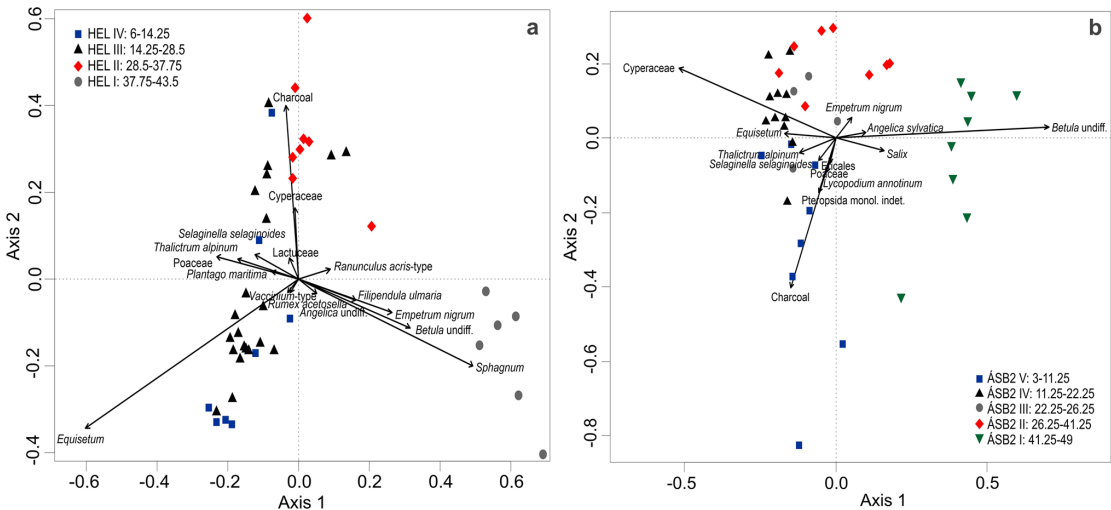 a
HEL IV: 6-14.25
HEL III: 14.25-28.5
HEL II: 28.5-37.75
HEL I: 37.75-43.5
Charcoal
Cyperaceae
Selaginella selaginoides
Thalictrum alpinum
Lactuceae
Poaceae
Ranunculus acris-type
Plantago maritima
Vaccinium-type
Filipendula ulmaria
Rumex acetosella
Angelica undiff.
Empetrum nigrum
Betula undiff.
Sphagnum
Equisetum
Axis 2
0.6
0.4
0.2
0.0
-0.2
-0.4
-0.6 -0.4 -0.2 0.0 0.2 0.4 0.6
Axis 1
b
Cyperaceae
Empetrum nigrum
Angelica sylvatica
Betula undiff.
Equisetum
Thalictrum alpinum
Salix
Selaginella selaginoides
Ericales
Poaceae
Lycopodium annotinum
Pteropsida monol. indet.
Charcoal
ÁSB2 V: 3-11.25
ÁSB2 IV: 11.25-22.25
ÁSB2 III: 22.25-26.25
ÁSB2 II: 26.25-41.25
ÁSB2 I: 41.25-49
Axis 2
0.2
0.0
-0.2
-0.4
-0.6
-0.8
-0.5 0.0 0.5
Axis 1